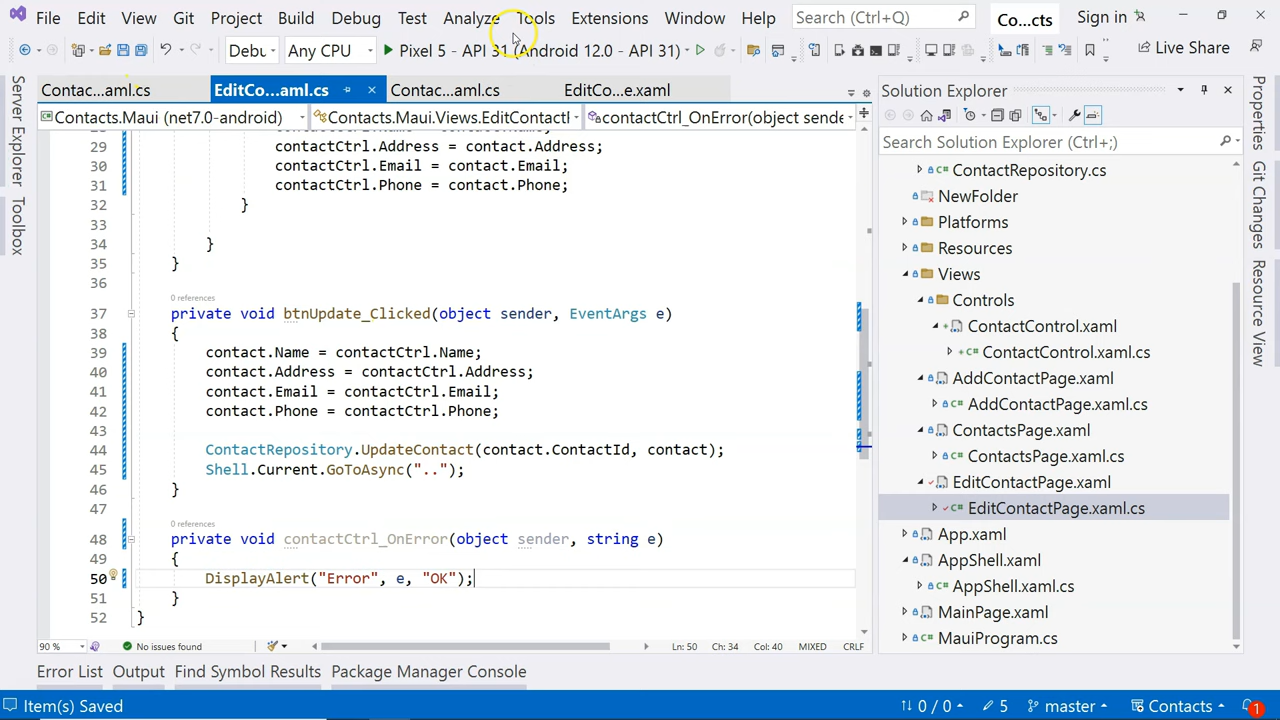 File Edit View Git Project Build Debug Test Analyze Tools Extensions Window Help Search (Ctrl+Q) Co...cts Sign in
Debu Any CPU Pixel 5 - API 31 (Android 12.0 - API 31) Live Share
Contac...aml.cs EditCo...aml.cs Contac...aml.cs EditCo...e.xaml
Contacts.Maui (net7.0-android) Contacts.Maui.Views.EditContactF contactCtrl_OnError(object sende
29 contactCtrl.Address = contact.Address;
30 contactCtrl.Email = contact.Email;
31 contactCtrl.Phone = contact.Phone;
32 }
33
34 }
35 }
36
0 references
37 private void btnUpdate_Clicked(object sender, EventArgs e)
38 {
39 contact.Name = contactCtrl.Name;
40 contact.Address = contactCtrl.Address;
41 contact.Email = contactCtrl.Email;
42 contact.Phone = contactCtrl.Phone;
43
44 ContactRepository.UpdateContact(contact.ContactId, contact);
45 Shell.Current.GoToAsync("..");
46 }
47
0 references
48 private void contactCtrl_OnError(object sender, string e)
49 {
50 DisplayAlert("Error", e, "OK");
51 }
52 }
90 % No issues found Ln: 50 Ch: 34 Col: 40 MIXED CRLF
Error List Output Find Symbol Results Package Manager Console
Item(s) Saved 0 / 0 5 master Contacts 1
Server Explorer
Toolbox
Solution Explorer
Search Solution Explorer (Ctrl+;)
ContactRepository.cs
NewFolder
Platforms
Resources
Views
Controls
ContactControl.xaml
ContactControl.xaml.cs
AddContactPage.xaml
AddContactPage.xaml.cs
ContactsPage.xaml
ContactsPage.xaml.cs
EditContactPage.xaml
EditContactPage.xaml.cs
App.xaml
AppShell.xaml
AppShell.xaml.cs
MainPage.xaml
MauiProgram.cs
Properties
Git Changes
Resource View